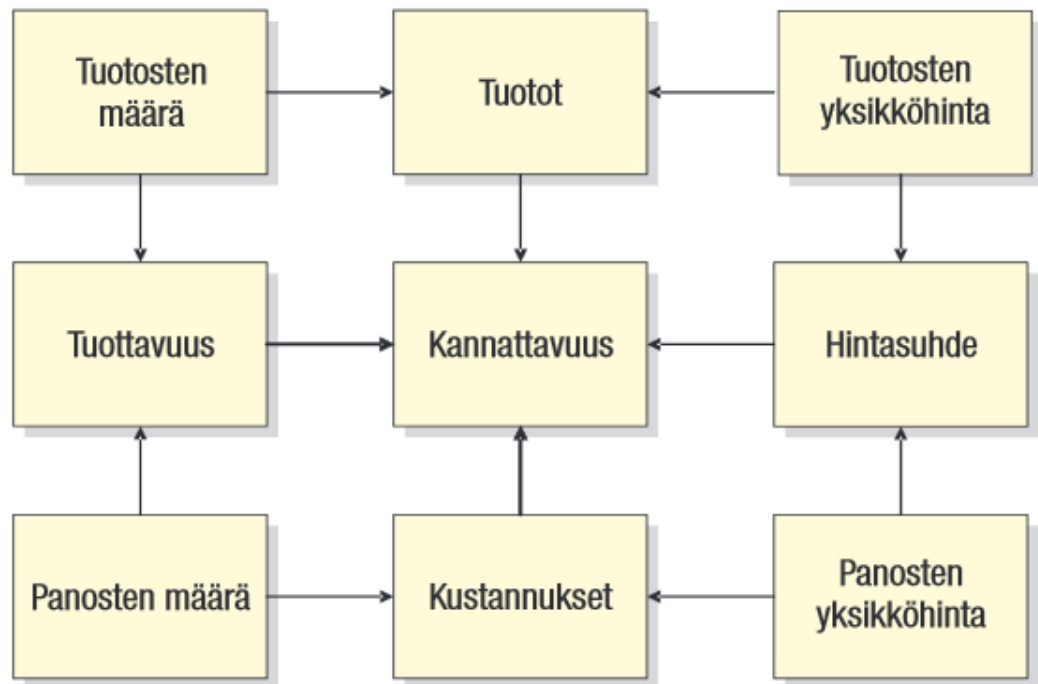 Tuotosten
määrä
Tuotot
Tuotosten
yksikköhinta
Tuottavuus
Kannattavuus
Hintasuhde
Panosten määrä
Kustannukset
Panosten
yksikköhinta